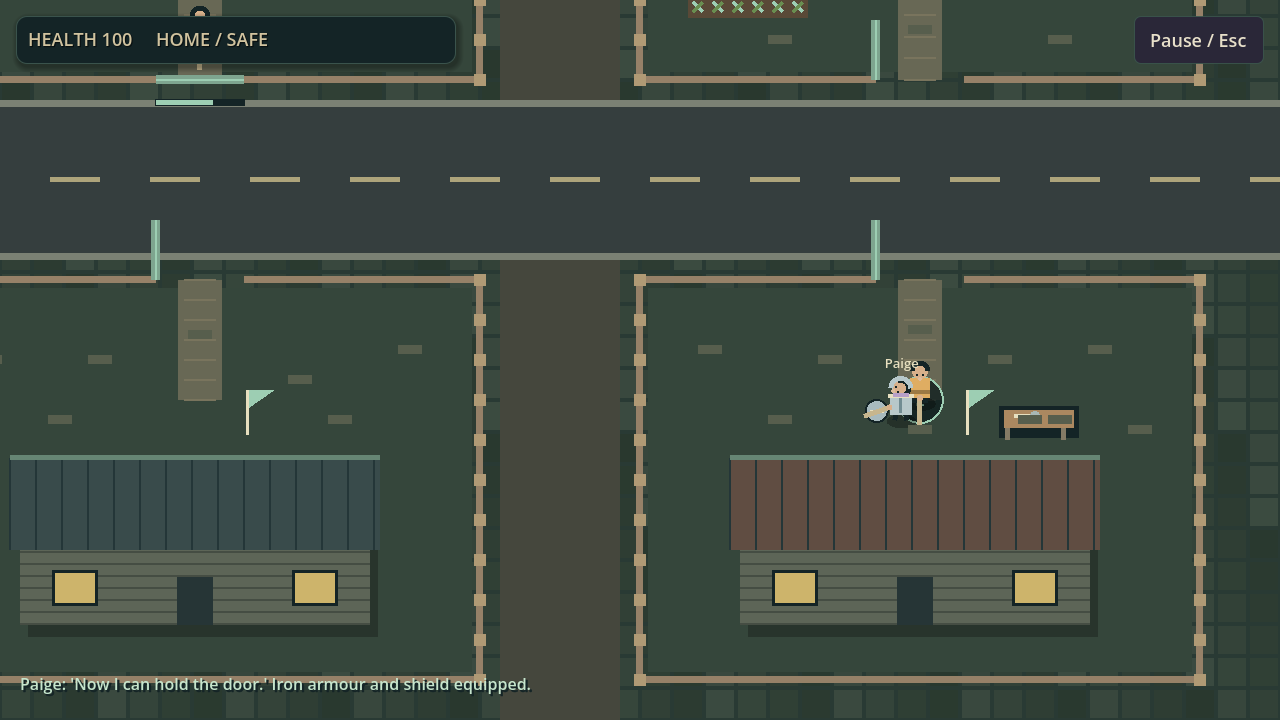 HEALTH 100 HOME / SAFE
Pause / Esc
Paige
Paige: 'Now I can hold the door.' Iron armour and shield equipped.